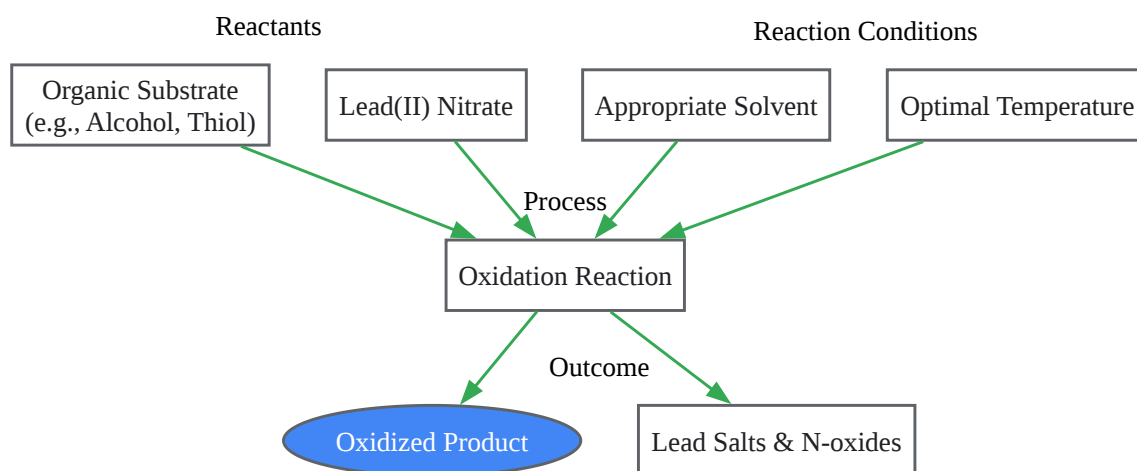 Reactants
Reaction Conditions
Organic Substrate
(e.g., Alcohol, Thiol)
Lead(II) Nitrate
Appropriate Solvent
Optimal Temperature
Process
Oxidation Reaction
Outcome
Oxidized Product
Lead Salts & N-oxides